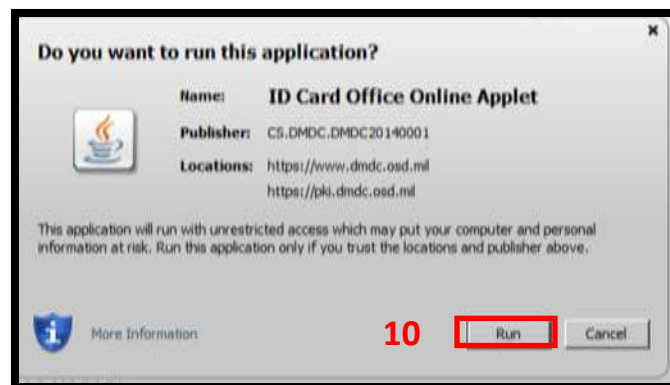 Do you want to run this application?
Name: ID Card Office Online Applet
Publisher: CS.DMDC.DMDC20140001
Locations: https://www.dmdc.osd.mil
https://pki.dmdc.osd.mil
This application will run with unrestricted access which may put your computer and personal
information at risk. Run this application only if you trust the locations and publisher above.
More Information 10 Run Cancel